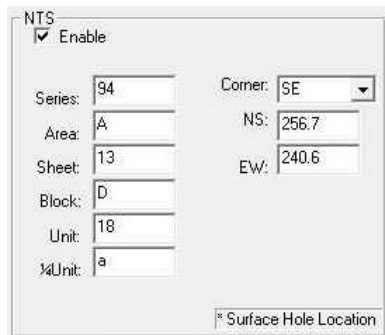 NTS
Enable
Series: 94
Area: A
Sheet: 13
Block: D
Unit: 18
¼Unit: a
Corner: SE
NS: 256.7
EW: 240.6
* Surface Hole Location